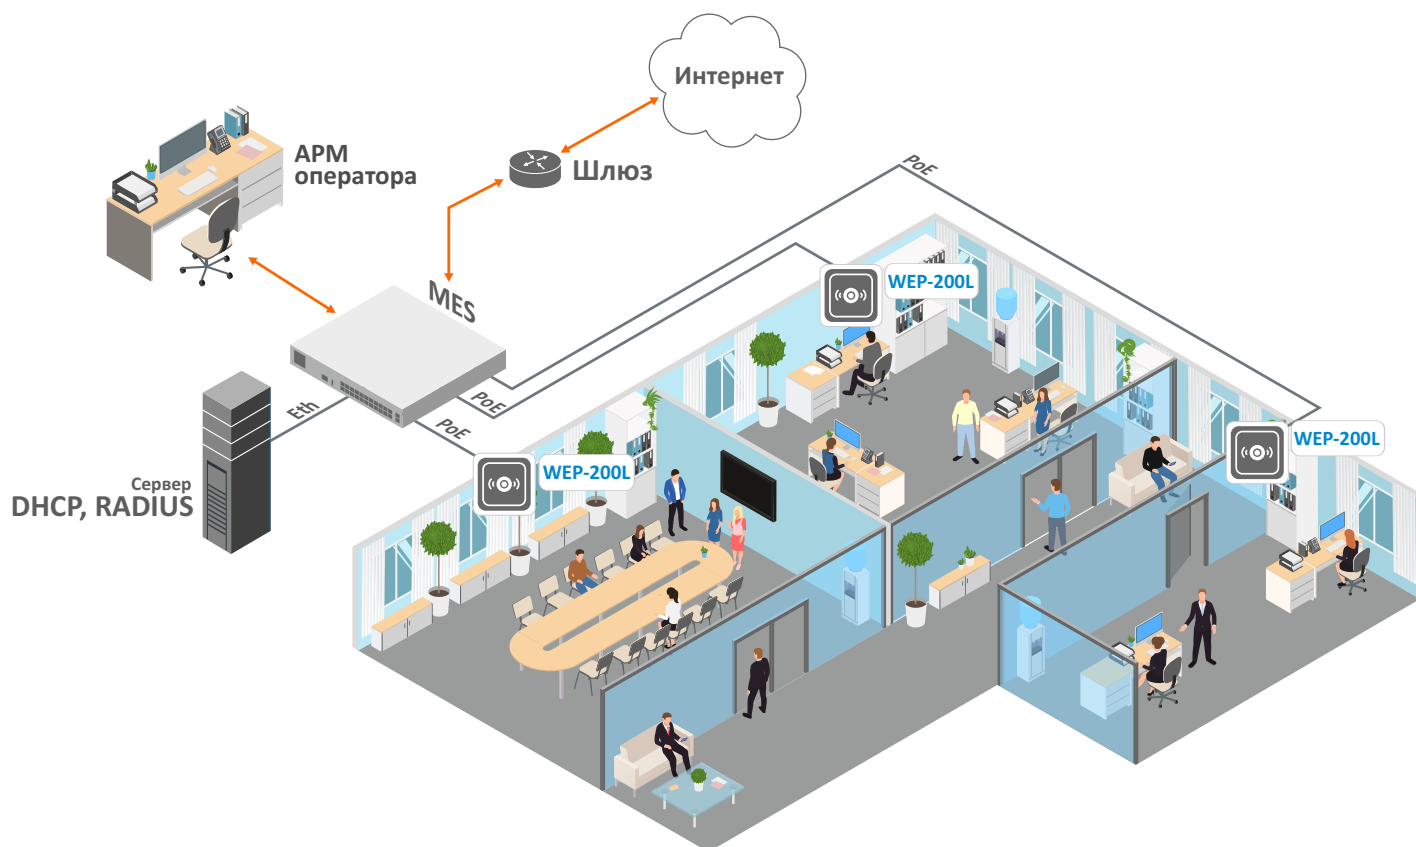 Интернет
АРМ
оператора
Шлюз
PoE
MES
WEP-200L
Eth
PoE
PoE
WEP-200L
WEP-200L
Сервер
DHCP, RADIUS